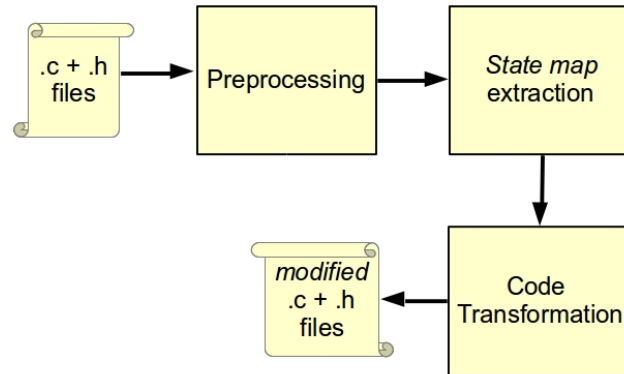 .c + .h
files
Preprocessing
State map
extraction
Code
Transformation
modified
.c + .h
files